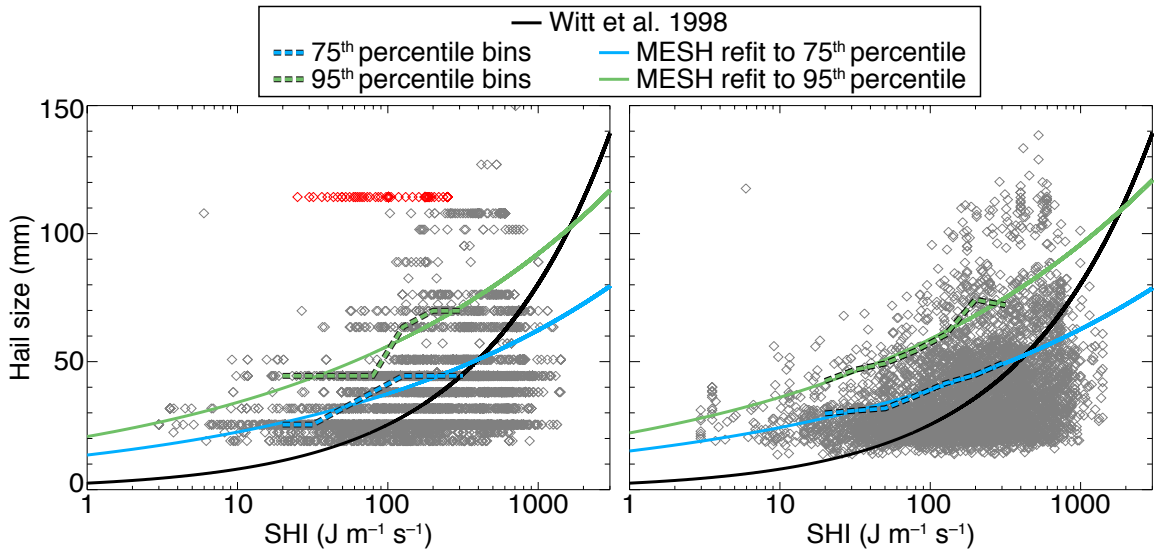 Witt et al. 1998
75th percentile bins MESH refit to 75th percentile
95th percentile bins MESH refit to 95th percentile
150
100
50
0
Hail size (mm)
1 10 100 1000 1 10 100 1000
SHI (J m⁻¹ s⁻¹) SHI (J m⁻¹ s⁻¹)